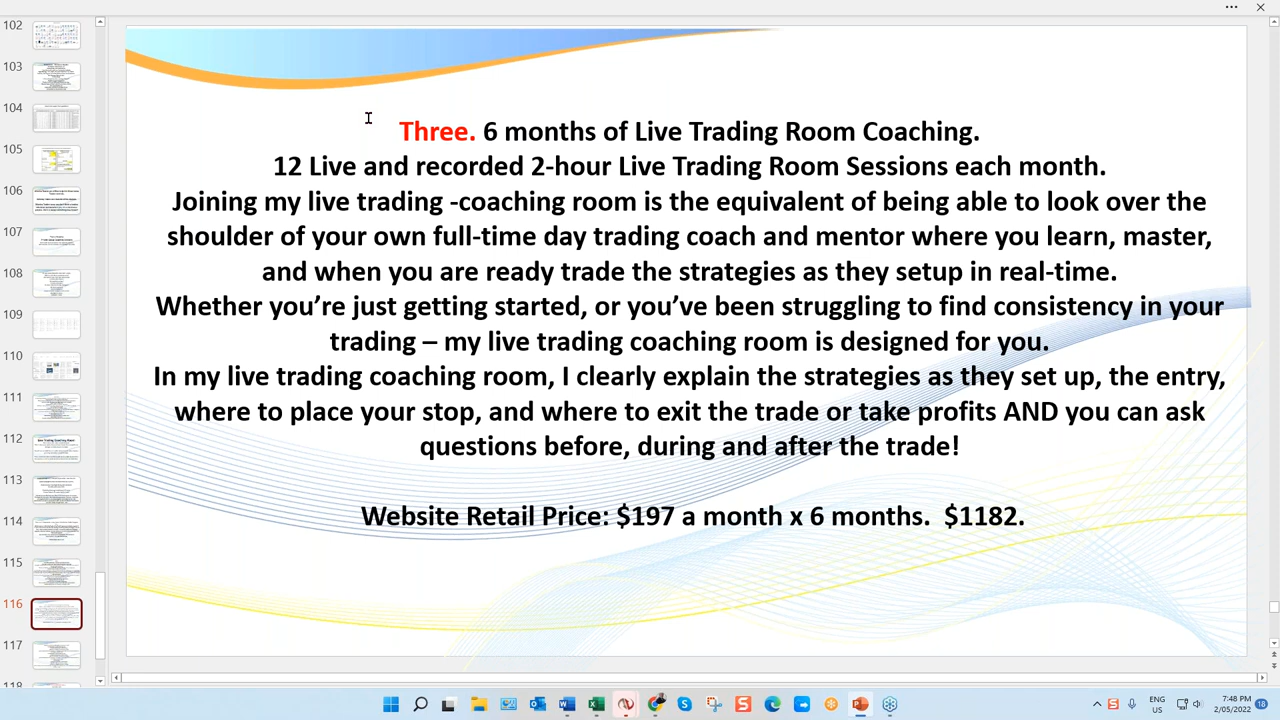 102
103
104
105
106
107
108
109
110
116
117
118
Three. 6 months of Live Trading Room Coaching.
12 Live and recorded 2-hour Live Trading Room Sessions each month.
Joining my live trading -coaching room is the equivalent of being able to look over the
shoulder of your own full-time day trading coach and mentor where you learn, master,
and when you are ready trade the strategies as they setup in real-time.
Whether you’re just getting started, or you’ve been struggling to find consistency in your
trading – my live trading coaching room is designed for you.
In my live trading coaching room, I clearly explain the strategies as they set up, the entry,
where to place your stop, and where to exit the trade or take profits AND you can ask
questions before, during and after the trade!
Website Retail Price: $197 a month x 6 months. $1182.
ENG
US
7:48 PM
2/05/2022
18